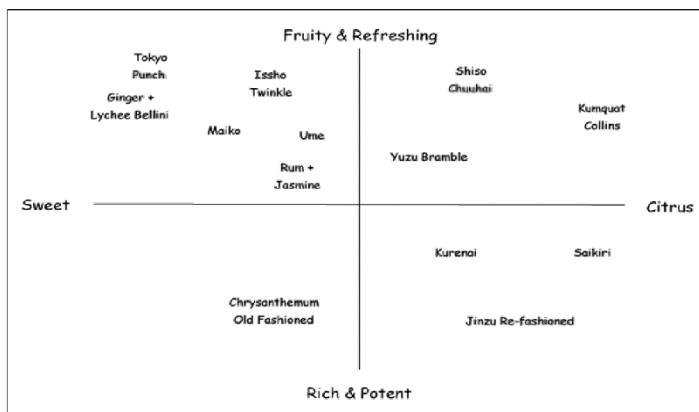 Fruity & Refreshing
Tokyo
Punch
Issho
Twinkle
Shiso
Chuuhai
Ginger +
Lychee Bellini
Kumquat
Collins
Maiko
Ume
Yuzu Bramble
Rum +
Jasmine
Sweet
Citrus
Kurenai
Saikiri
Chrysanthemum
Old Fashioned
Jinzu Re-fashioned
Rich & Potent